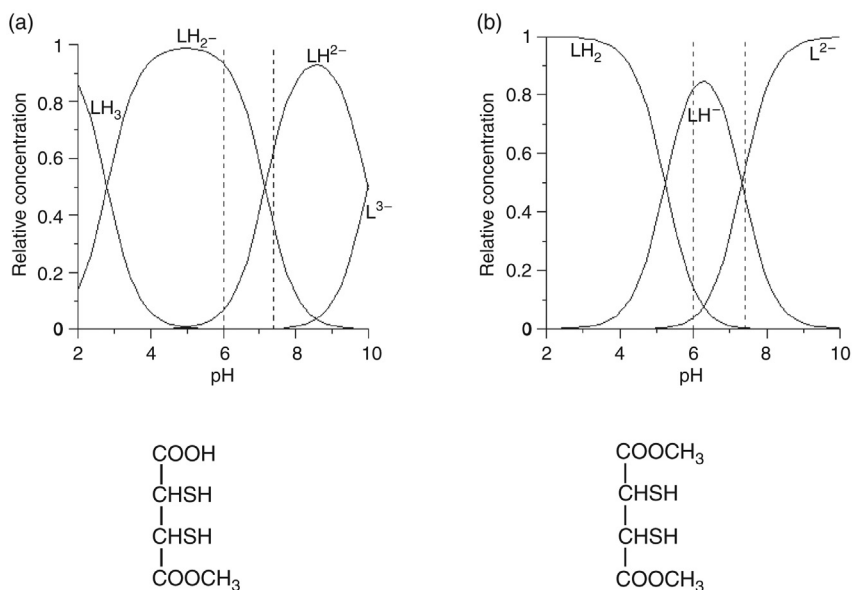 (a)
Relative concentration
1
0.8
0.6
0.4
0.2
0
2
4
6
8
10
pH
LH₃
LH₂⁻
LH²⁻
L³⁻
COOH
CHSH
CHSH
COOCH₃
(b)
Relative concentration
1
0.8
0.6
0.4
0.2
0
2
4
6
8
10
pH
LH₂
LH⁻
L²⁻
COOCH₃
CHSH
CHSH
COOCH₃